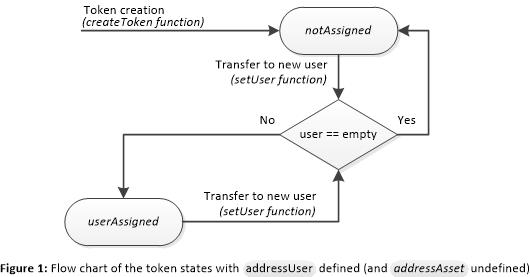 Token creation
(createToken function)
notAssigned
Transfer to new user
(setUser function)
No
user == empty
Yes
Transfer to new user
(setUser function)
userAssigned
Figure 1: Flow chart of the token states with addressUser defined (and addressAsset undefined)